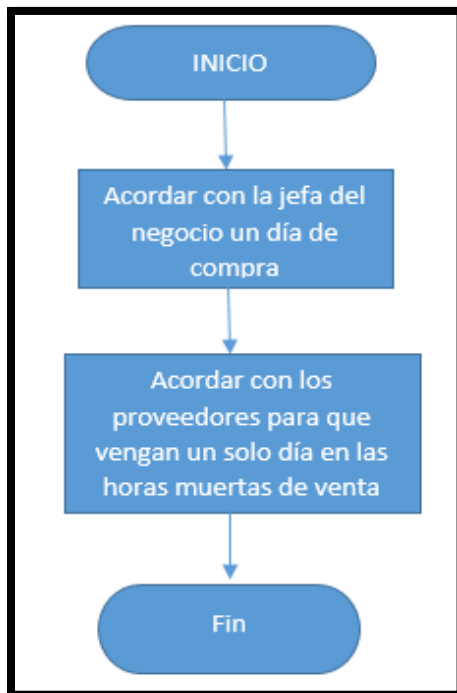 INICIO
Acordar con la jefa del
negocio un día de
compra
Acordar con los
proveedores para que
vengan un solo día en las
horas muertas de venta
Fin